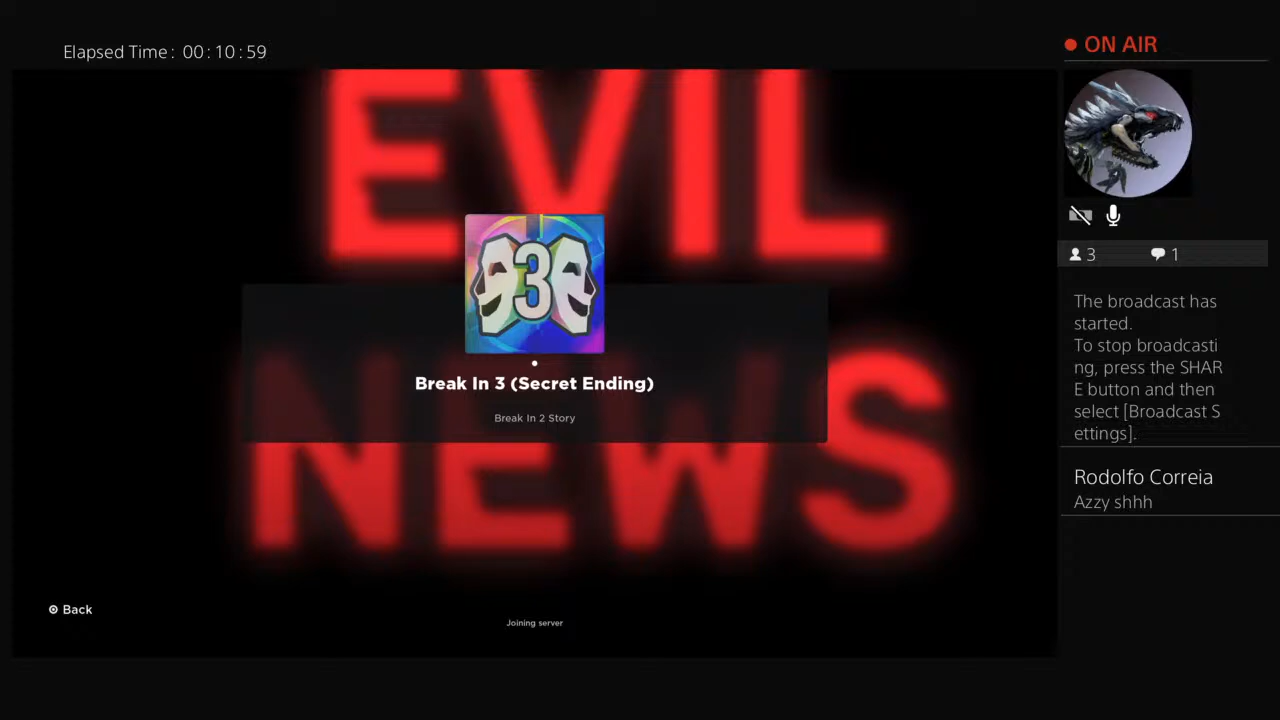 Elapsed Time: 00:10:59
ON AIR
EVIL
3
Break In 3 (Secret Ending)
Break In 2 Story
NEWS
Back
Joining server
3 1
The broadcast has
started.
To stop broadcasti
ng, press the SHAR
E button and then
select [Broadcast S
ettings].
Rodolfo Correia
Azzy shhh